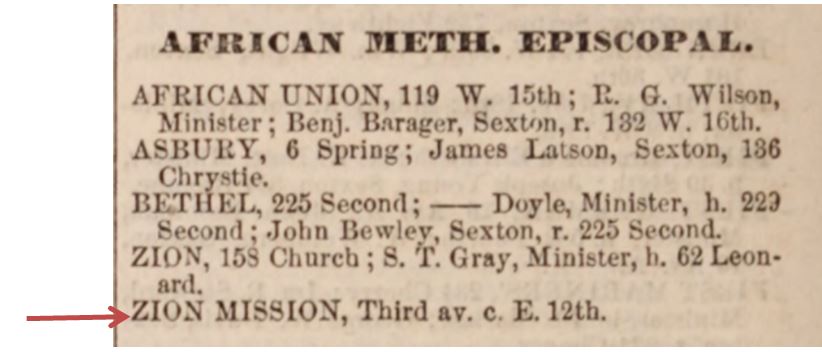 AFRICAN METH. EPISCOPAL.
AFRICAN UNION, 119 W. 15th; R. G. Wilson,
Minister; Benj. Barager, Sexton, r. 132 W. 16th.
ASBURY, 6 Spring; James Latson, Sexton, 136
Chrystie.
BETHEL, 225 Second; —— Doyle, Minister, h. 229
Second; John Bewley, Sexton, r. 225 Second.
ZION, 158 Church; S. T. Gray, Minister, h. 62 Leon-
ard.
ZION MISSION, Third av. c. E. 12th.